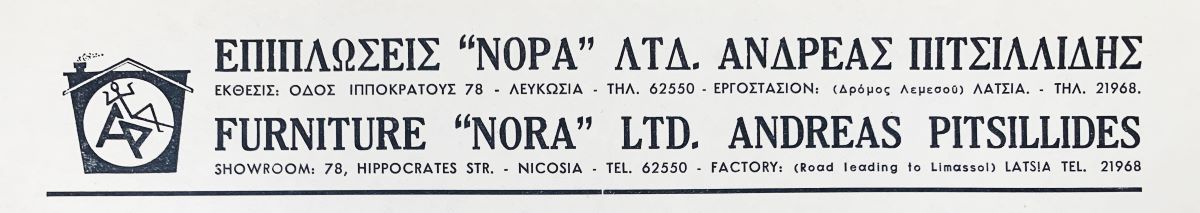 ΕΠΙΠΛΩΣΕΙΣ “ΝΟΡΑ” ΛΤΔ. ΑΝΔΡΕΑΣ ΠΙΤΣΙΛΛΙΔΗΣ
ΕΚΘΕΣΙΣ: ΟΔΟΣ ΙΠΠΟΚΡΑΤΟΥΣ 78 - ΛΕΥΚΩΣΙΑ - ΤΗΛ. 62550 - ΕΡΓΟΣΤΑΣΙΟΝ: (Δρόμος Λεμεσοῦ) ΛΑΤΣΙΑ. - ΤΗΛ. 21968.
FURNITURE “NORA” LTD. ANDREAS PITSILLIDES
SHOWROOM: 78, HIPPOCRATES STR. - NICOSIA - TEL. 62550 - FACTORY: (Road leading to Limassol) LATSIA TEL. 21968